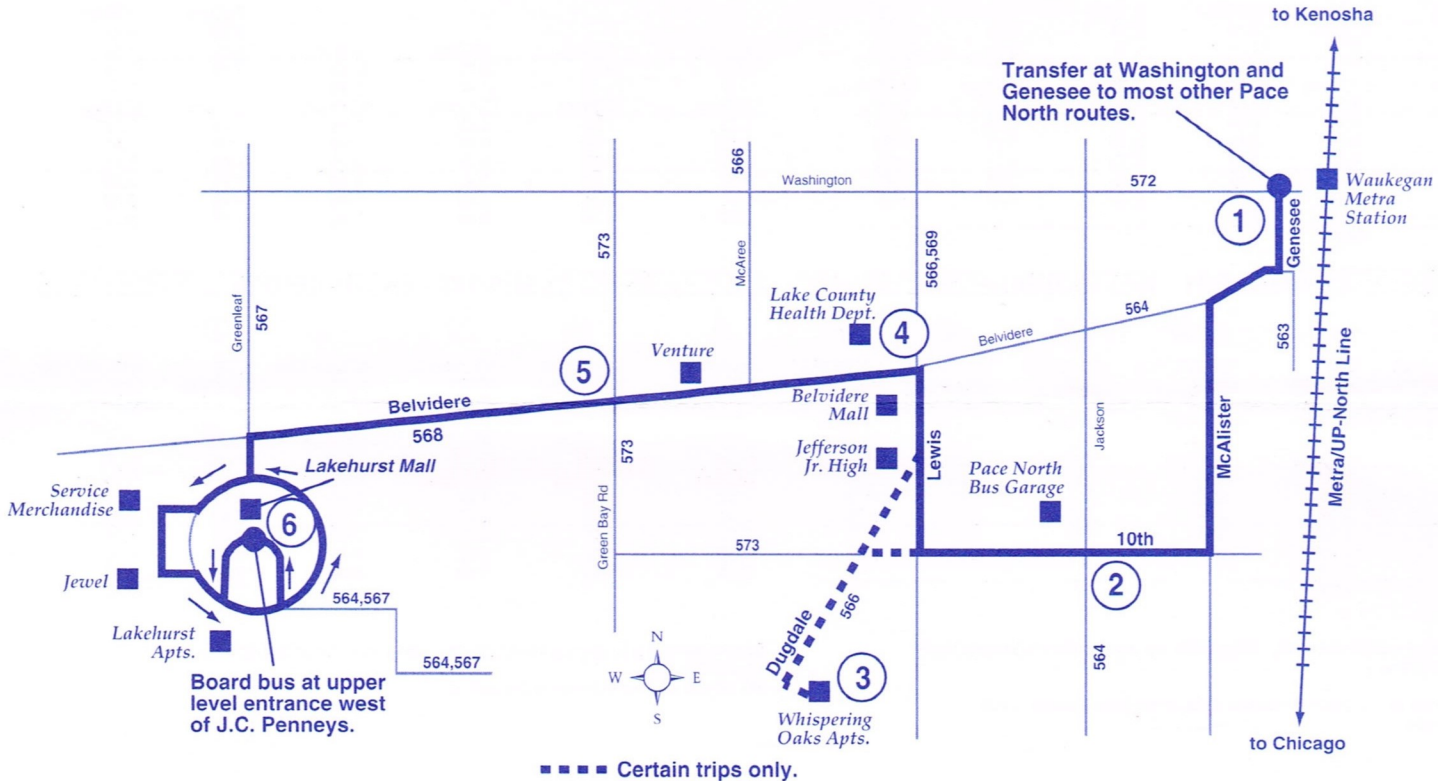 to Kenosha
Transfer at Washington and
Genesee to most other Pace
North routes.
566
Washington
572
Waukegan
Metra
Station
1
Genesee
573
McAree
566,569
Greenleaf
567
Lake County
Health Dept.
4
564
Belvidere
563
Venture
5
Belvidere
568
Belvidere
Mall
Jefferson
Jr. High
573
Lewis
Jackson
McAlister
Metra/UP-North Line
Lakehurst Mall
Service
Merchandise
6
Pace North
Bus Garage
Green Bay Rd
573
10th
2
Jewel
564,567
566
Dugdale
Lakehurst
Apts.
564,567
564
N
W
E
S
3
Whispering
Oaks Apts.
Board bus at upper
level entrance west
of J.C. Penneys.
to Chicago
Certain trips only.